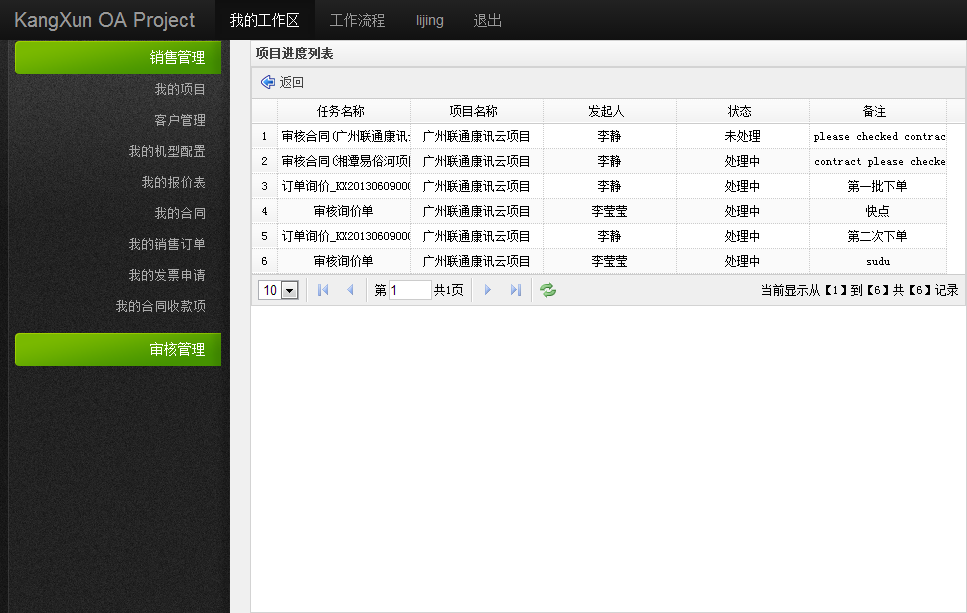 KangXun OA Project 我的工作区 工作流程 lijing 退出
销售管理
我的项目
客户管理
我的机型配置
我的报价表
我的合同
我的销售订单
我的发票申请
我的合同收款项
审核管理
项目进度列表
返回
任务名称 项目名称 发起人 状态 备注
1 审核合同(广州联通康讯 广州联通康讯云项目 李静 未处理 please checked contrac
2 审核合同(湘潭易俗河项 广州联通康讯云项目 李静 处理中 contract please checke
3 订单询价_KX2013060900 广州联通康讯云项目 李静 处理中 第一批下单
4 审核询价单 广州联通康讯云项目 李莹莹 处理中 快点
5 订单询价_KX2013060900 广州联通康讯云项目 李静 处理中 第二次下单
6 审核询价单 广州联通康讯云项目 李莹莹 处理中 sudu
10 第 1 共1页 当前显示从【1】到【6】共【6】记录